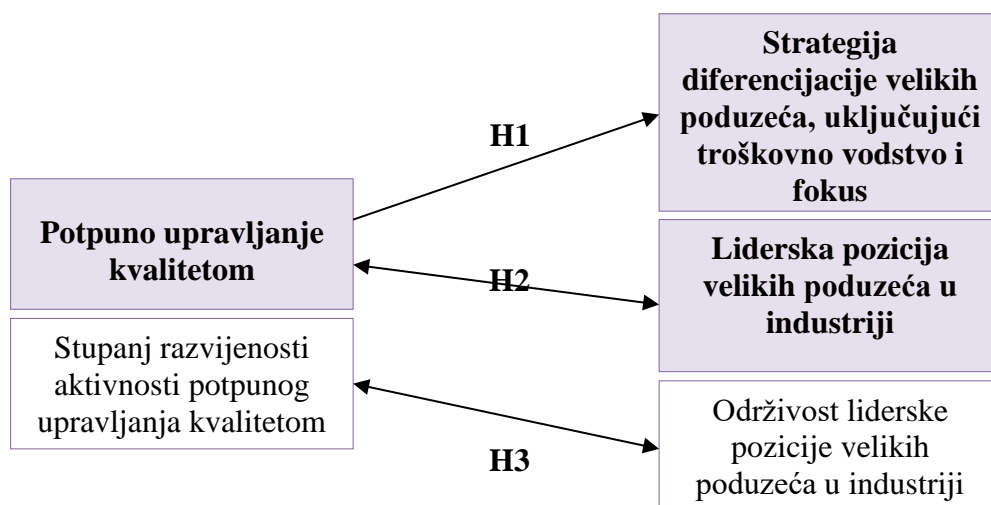 Strategija
diferencijacije velikih
poduzeća, uključujući
troškovno vodstvo i
fokus
H1
Potpuno upravljanje
kvalitetom
Liderska pozicija
velikih poduzeća u
industriji
H2
Stupanj razvijenosti
aktivnosti potpunog
upravljanja kvalitetom
Održivost liderske
pozicije velikih
poduzeća u industriji
H3